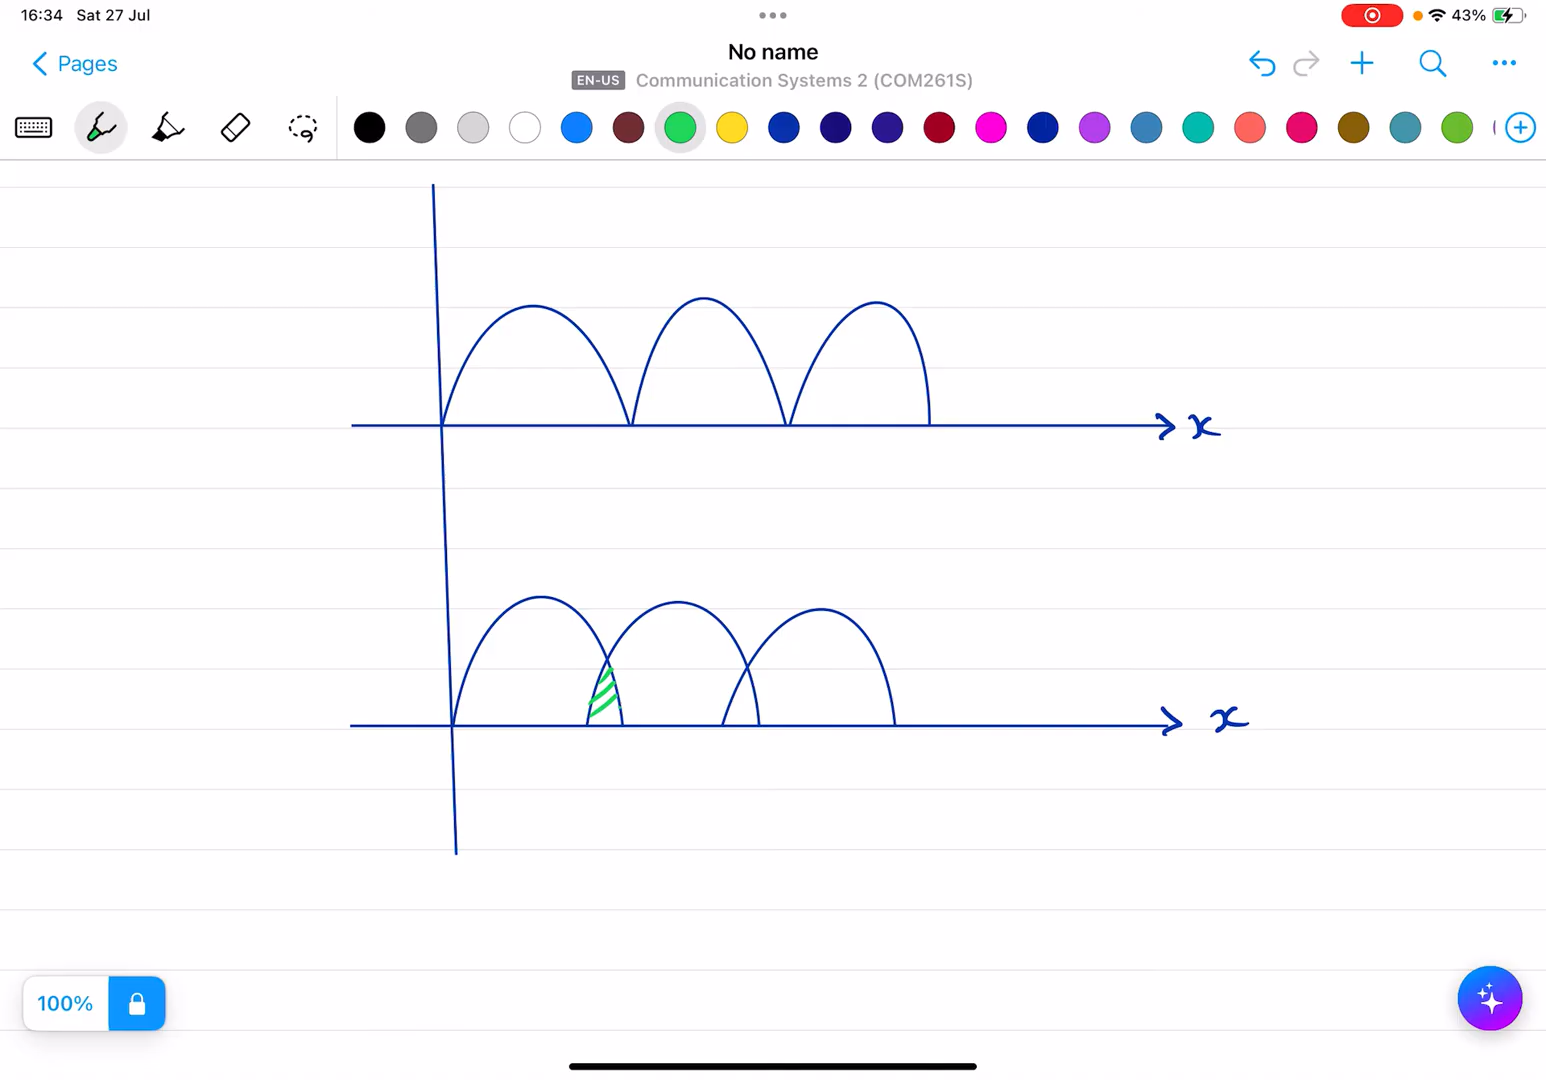 16:34 Sat 27 Jul
43%
Pages
No name
EN-US Communication Systems 2 (COM261S)
x
x
100%